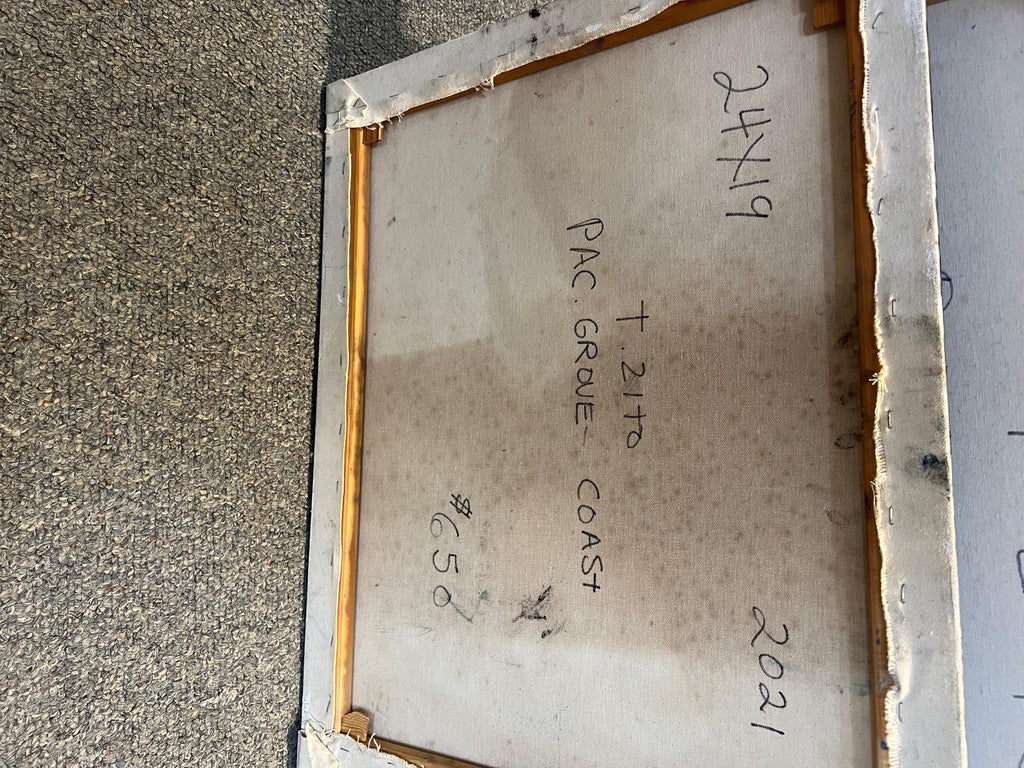 24X19 2021
T. Zito
PAC. GROVE - COAST
$650